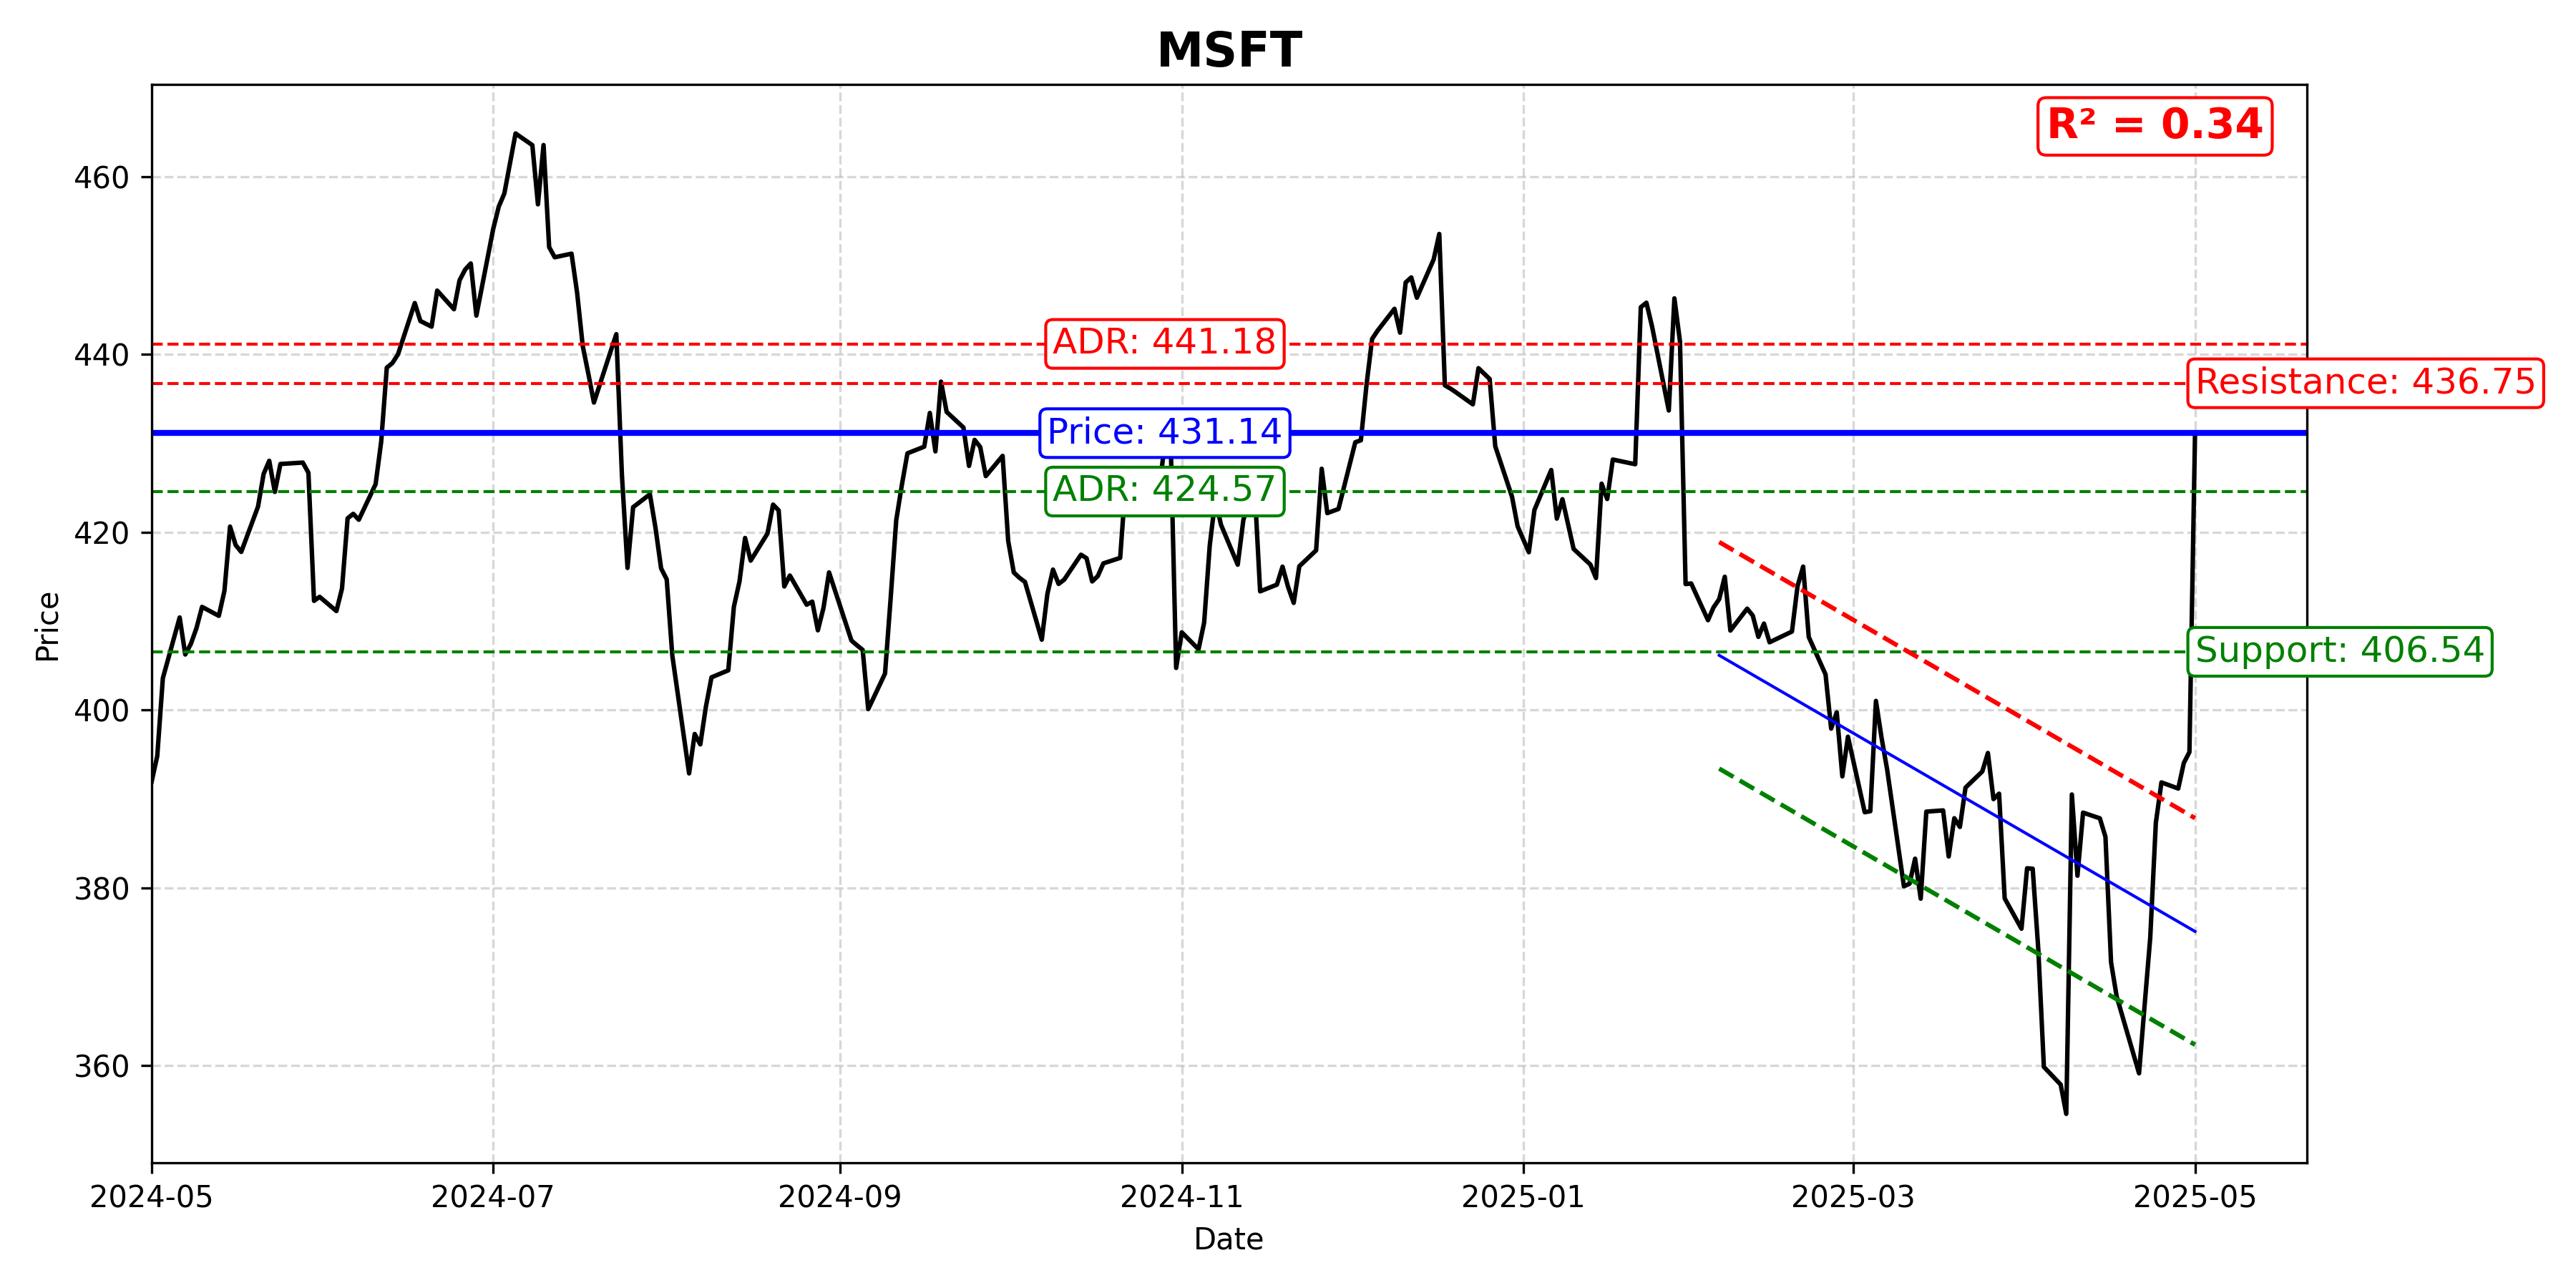 MSFT
R² = 0.34
460
440
420
400
380
360
Price
ADR: 441.18
Resistance: 436.75
Price: 431.14
ADR: 424.57
Support: 406.54
2024-05
2024-07
2024-09
2024-11
2025-01
2025-03
2025-05
Date